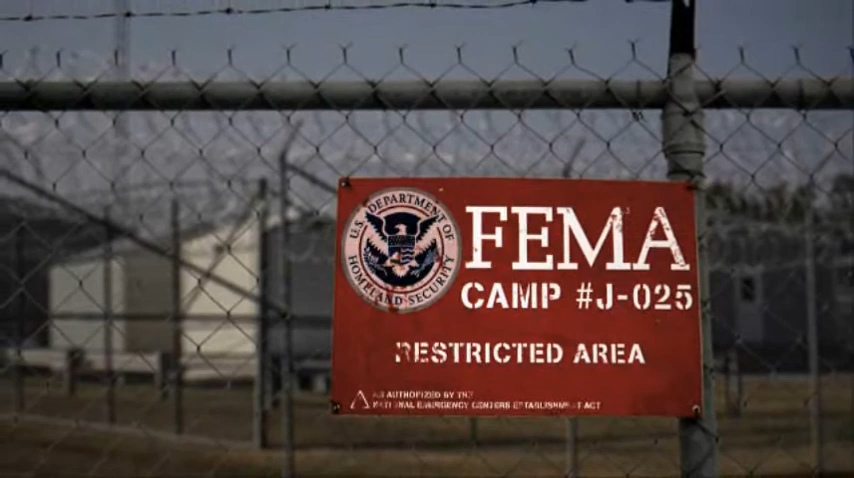 U.S. DEPARTMENT OF
HOMELAND SECURITY
FEMA
CAMP #J-025
RESTRICTED AREA
AS AUTHORIZED BY THE
NATIONAL EMERGENCY CENTERS ESTABLISHMENT ACT